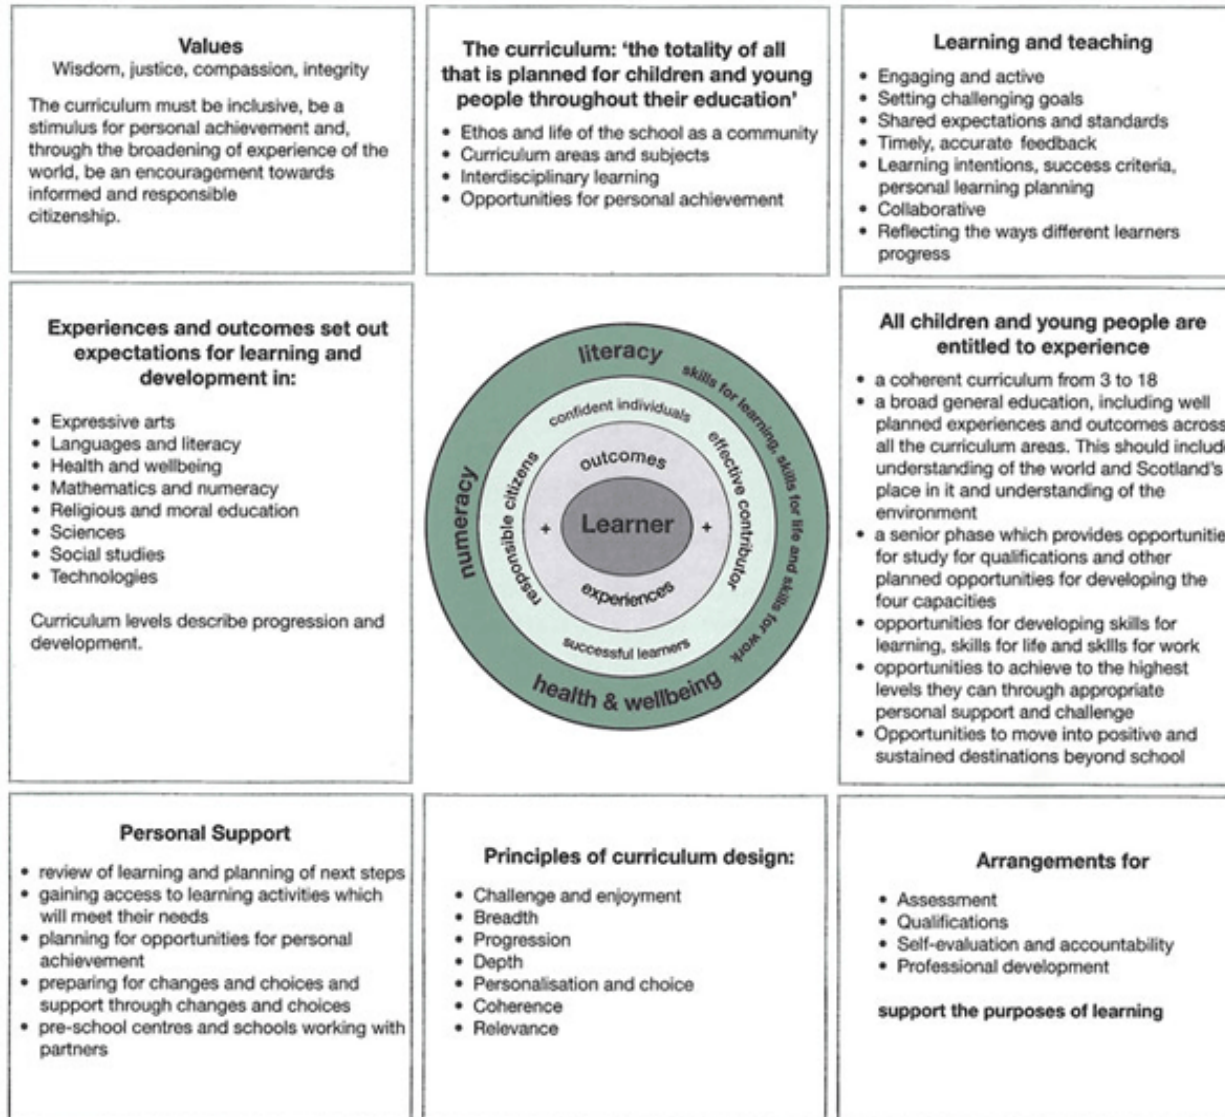 Values
Wisdom, justice, compassion, integrity
The curriculum must be inclusive, be a
stimulus for personal achievement and,
through the broadening of experience of the
world, be an encouragement towards
informed and responsible
citizenship.
The curriculum: ‘the totality of all
that is planned for children and young
people throughout their education’
• Ethos and life of the school as a community
• Curriculum areas and subjects
• Interdisciplinary learning
• Opportunities for personal achievement
Learning and teaching
• Engaging and active
• Setting challenging goals
• Shared expectations and standards
• Timely, accurate feedback
• Learning intentions, success criteria,
personal learning planning
• Collaborative
• Reflecting the ways different learners
progress
Experiences and outcomes set out
expectations for learning and
development in:
• Expressive arts
• Languages and literacy
• Health and wellbeing
• Mathematics and numeracy
• Religious and moral education
• Sciences
• Social studies
• Technologies
Curriculum levels describe progression and
development.
literacy
skills for learning, skills for life and skills for work
numeracy
health & wellbeing
confident individuals
effective contributor
responsible citizens
successful learners
outcomes
+ Learner +
experiences
All children and young people are
entitled to experience
• a coherent curriculum from 3 to 18
• a broad general education, including well
planned experiences and outcomes across
all the curriculum areas. This should include
understanding of the world and Scotland's
place in it and understanding of the
environment
• a senior phase which provides opportunitie
for study for qualifications and other
planned opportunities for developing the
four capacities
• opportunities for developing skills for
learning, skills for life and skills for work
• opportunities to achieve to the highest
levels they can through appropriate
personal support and challenge
• Opportunities to move into positive and
sustained destinations beyond school
Personal Support
• review of learning and planning of next steps
• gaining access to learning activities which
will meet their needs
• planning for opportunities for personal
achievement
• preparing for changes and choices and
support through changes and choices
• pre-school centres and schools working with
partners
Principles of curriculum design:
• Challenge and enjoyment
• Breadth
• Progression
• Depth
• Personalisation and choice
• Coherence
• Relevance
Arrangements for
• Assessment
• Qualifications
• Self-evaluation and accountability
• Professional development
support the purposes of learning